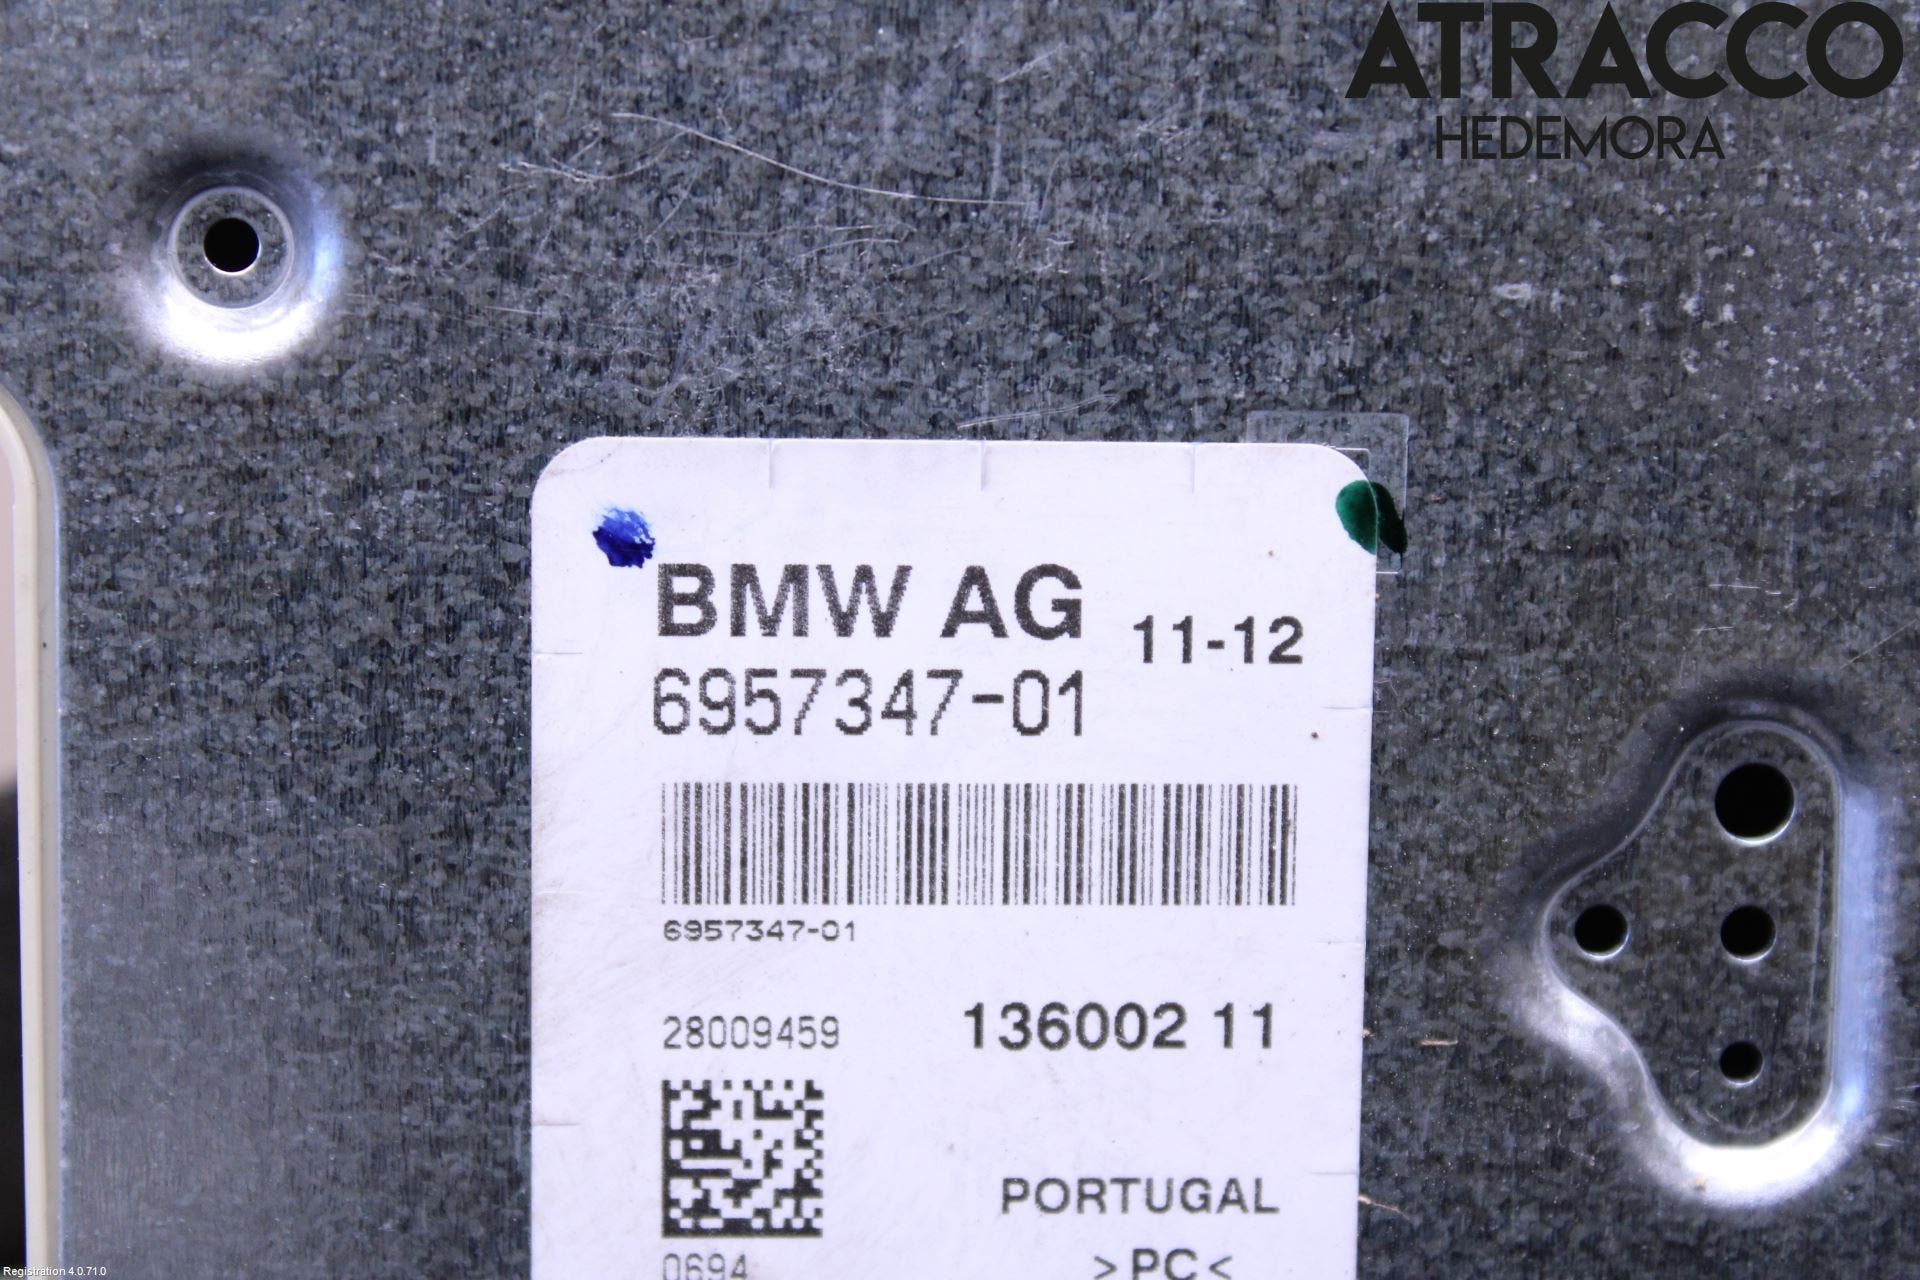 ATRACCO
HEDEMORA
BMW AG 11-12
6957347-01
6957347-01
28009459 136002 11
PORTUGAL
0694 >PC<
Registration 4.0.71.0